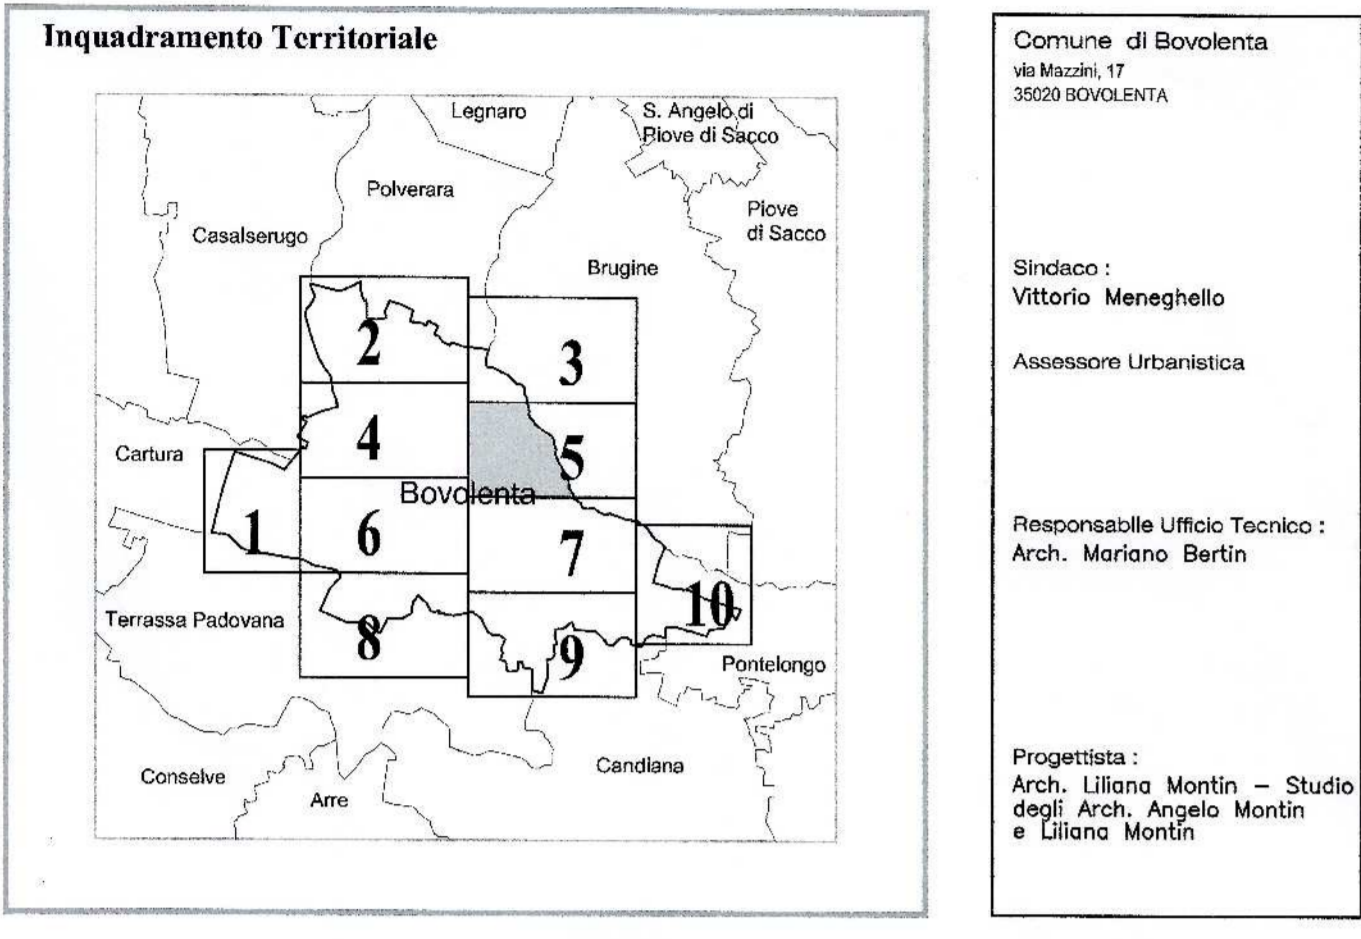 Inquadramento Territoriale
Legnaro
S. Angelo di
Piove di Sacco
Polverara
Piove
di Sacco
Casalserugo
Brugine
2
3
4
Cartura
5
Bovolenta
1
6
7
10
Terrassa Padovana
8
9
Pontelongo
Candiana
Conselve
Arre
Comune di Bovolenta
via Mazzini, 17
35020 BOVOLENTA
Sindaco :
Vittorio Meneghello
Assessore Urbanistica
Responsablle Ufficio Tecnico :
Arch. Mariano Bertin
Progettista :
Arch. Liliana Montin – Studio
degli Arch. Angelo Montin
e Liliana Montin